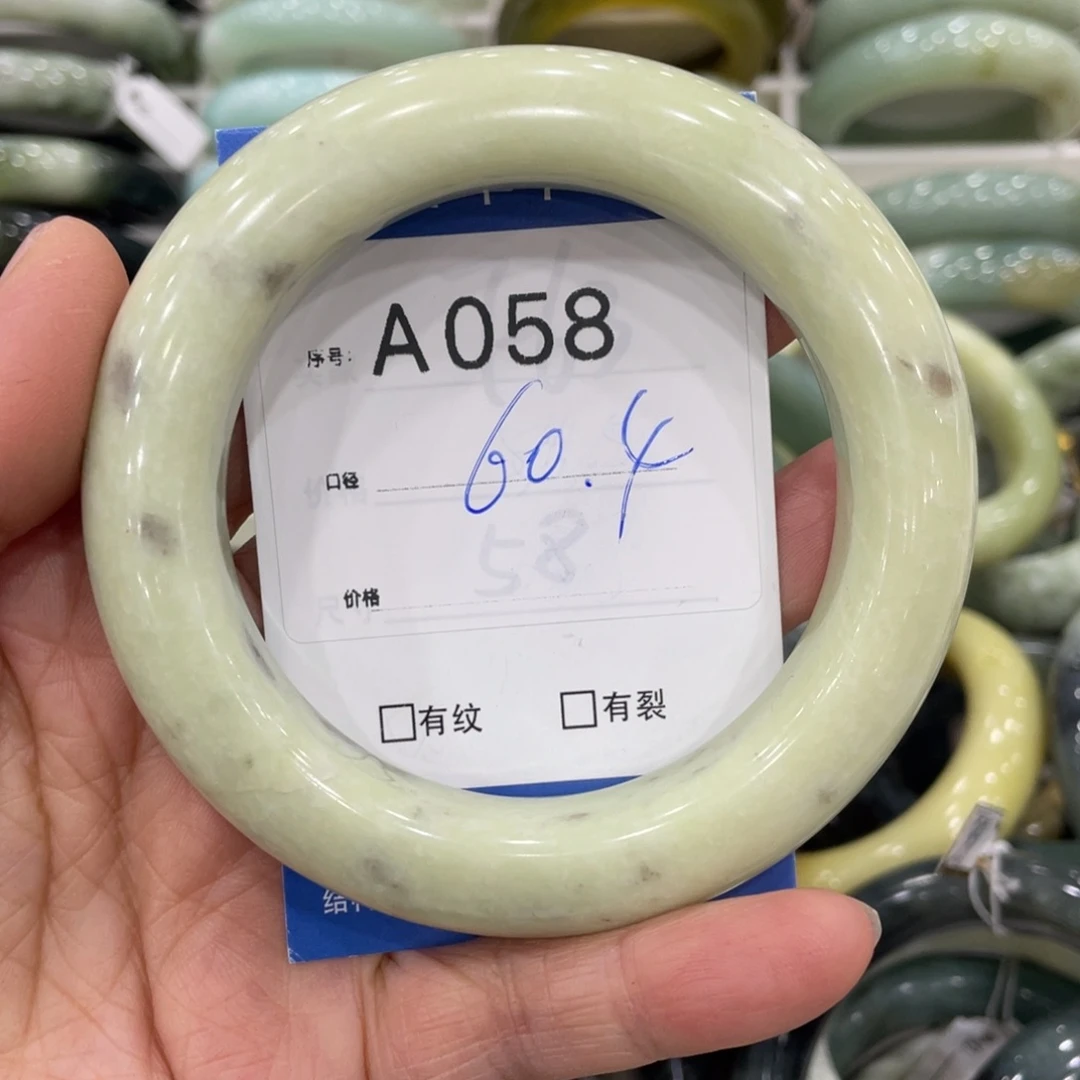 序号: A058
口径 60.4
58
价格
□有纹 □有裂